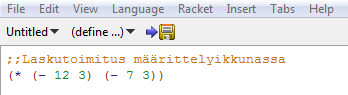 File Edit View Language Racket Insert Tabs Help
Untitled (define ...)
;;Laskutoimitus määrittelyikkunassa
(* (- 12 3) (- 7 3))